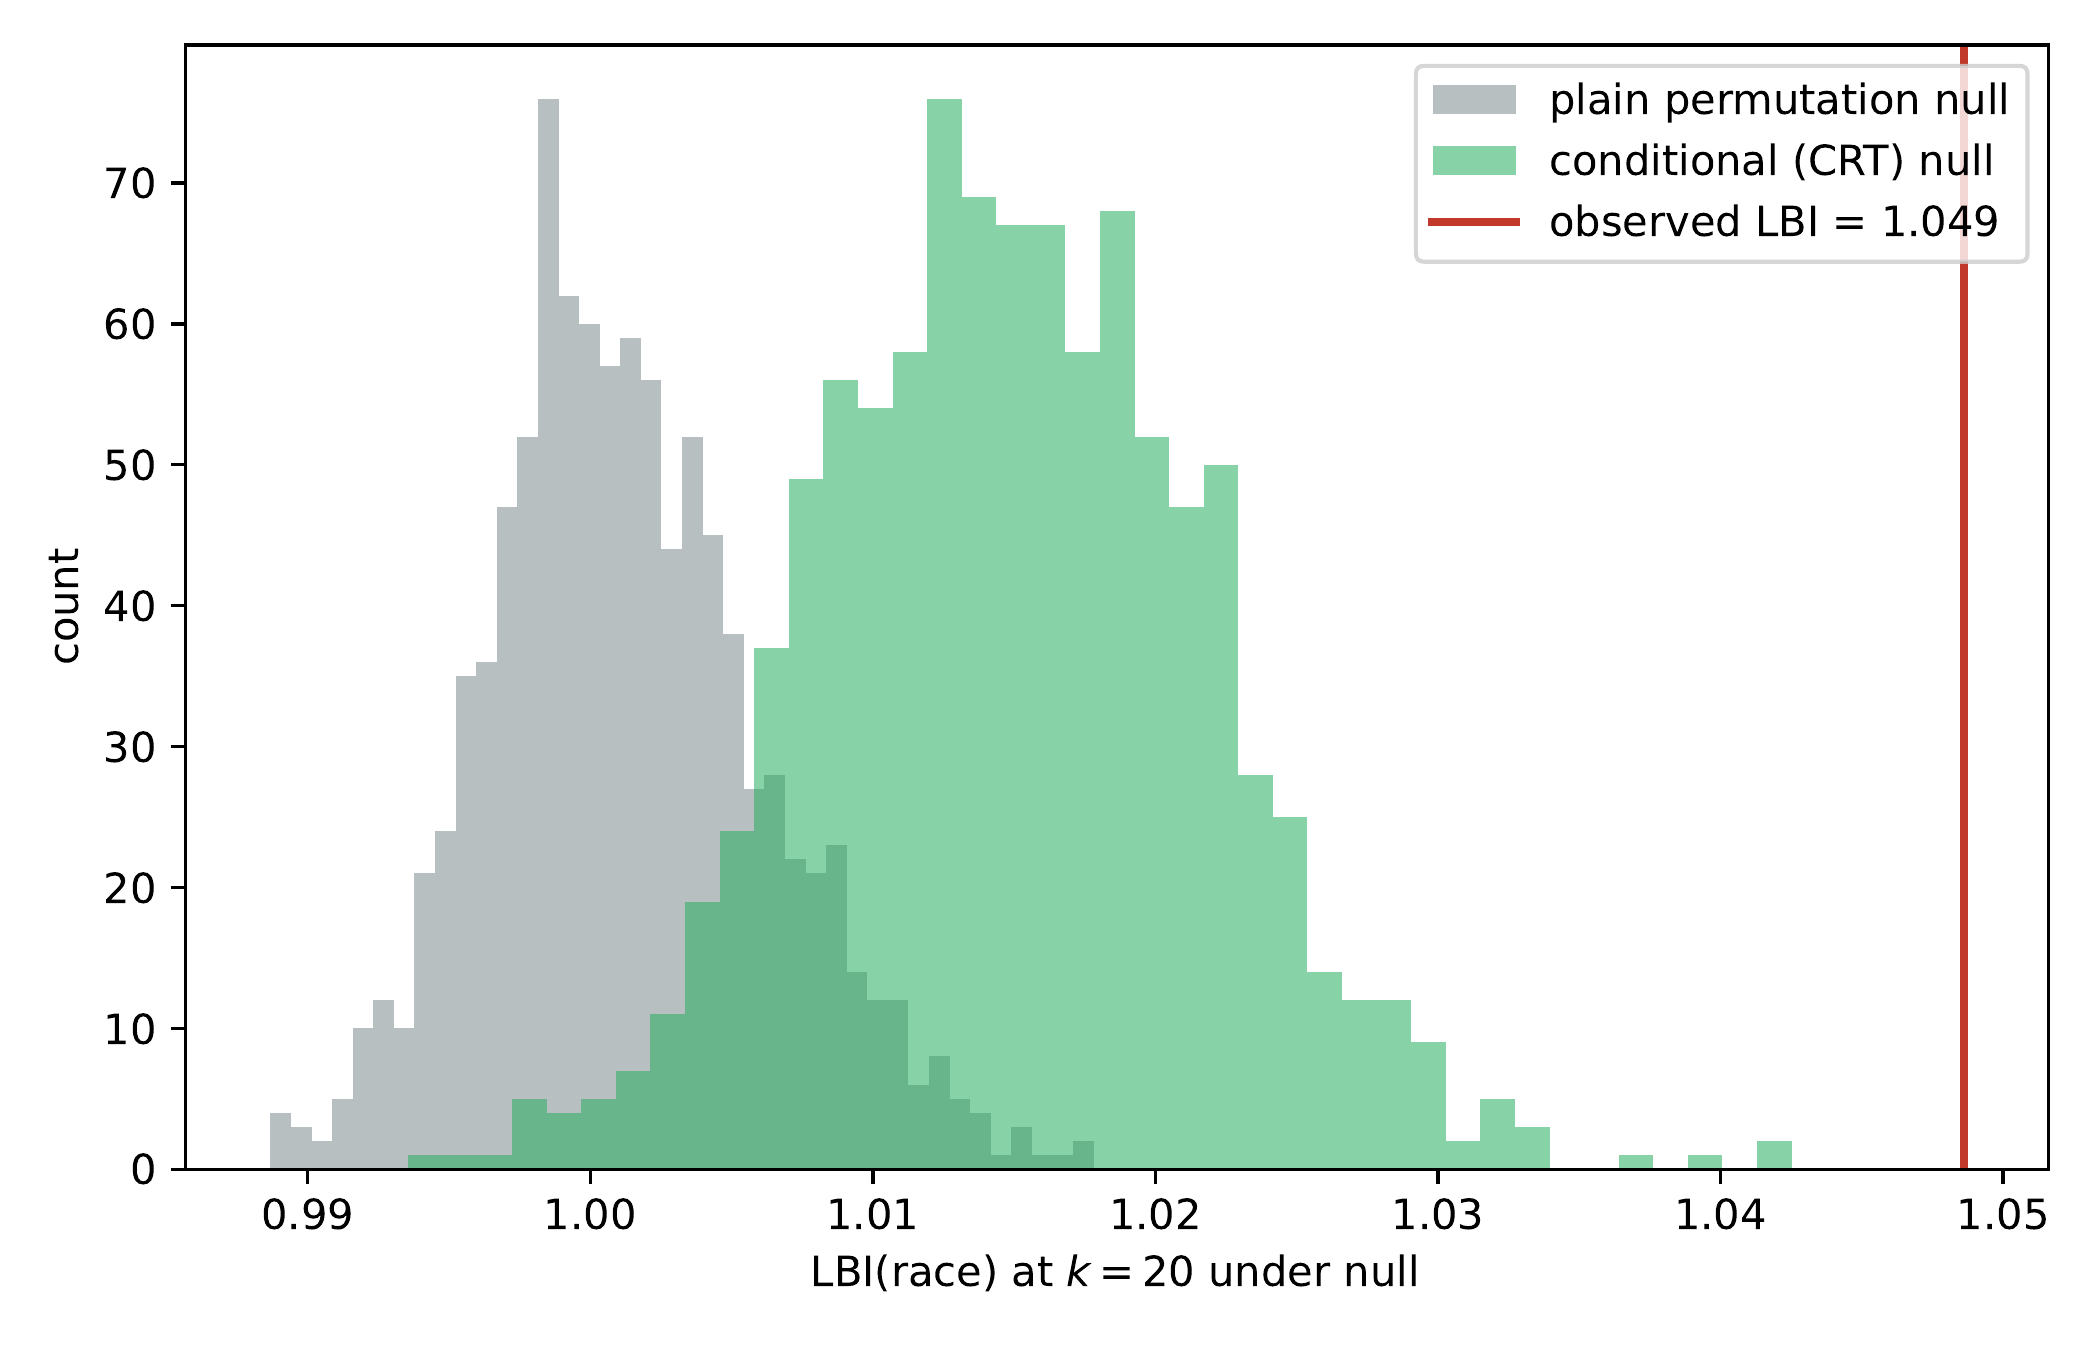 plain permutation null
conditional (CRT) null
observed LBI = 1.049
count
70
60
50
40
30
20
10
0
0.99 1.00 1.01 1.02 1.03 1.04 1.05
LBI(race) at k = 20 under null